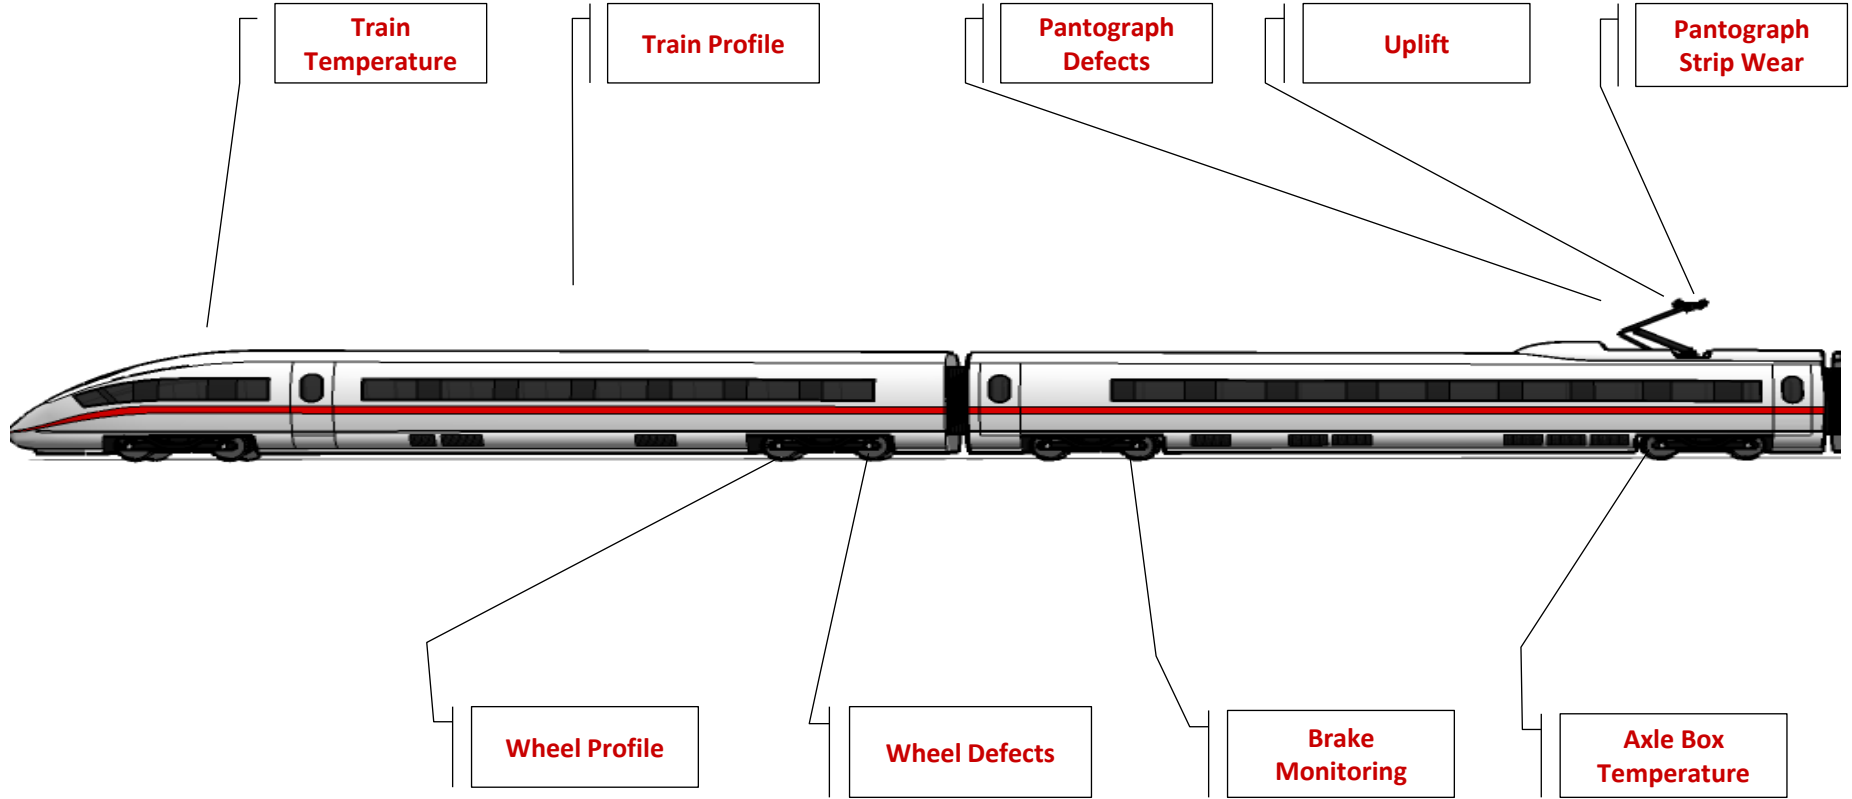 Train
Temperature
Train Profile
Pantograph
Defects
Uplift
Pantograph
Strip Wear
Wheel Profile
Wheel Defects
Brake
Monitoring
Axle Box
Temperature